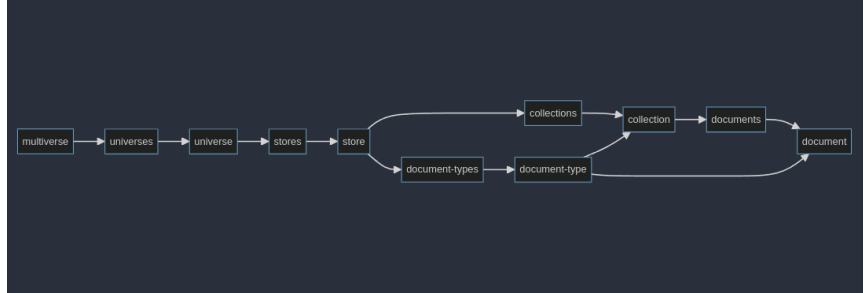 multiverse
universes
universe
stores
store
collections
document-types
document-type
collection
documents
document